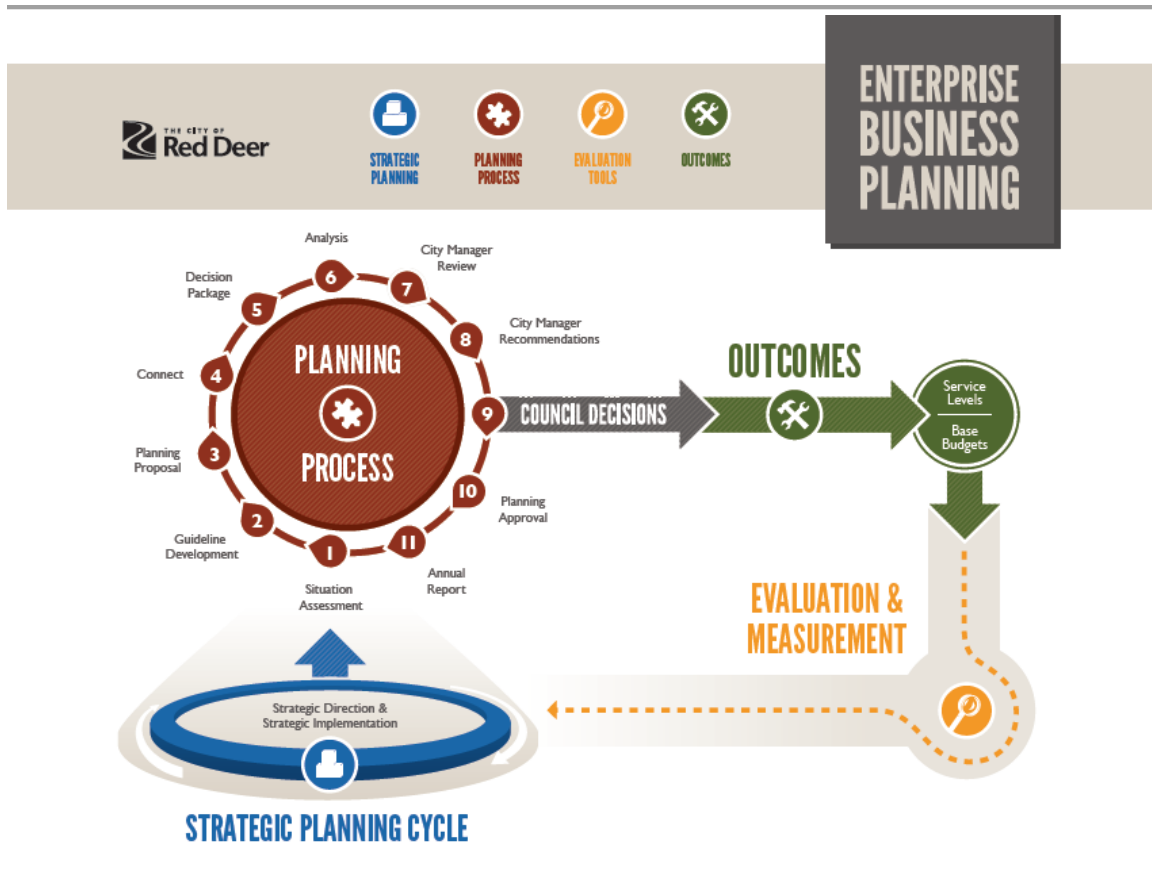 THE CITY OF
Red Deer
STRATEGIC
PLANNING
PLANNING
PROCESS
EVALUATION
TOOLS
OUTCOMES
ENTERPRISE
BUSINESS
PLANNING
Analysis
City Manager
Review
Decision
Package
City Manager
Recommendations
Connect
Planning
Proposal
Guideline
Development
Situation
Assessment
Annual
Report
Planning
Approval
1
2
3
4
5
6
7
8
9
10
11
PLANNING
PROCESS
COUNCIL DECISIONS
OUTCOMES
Service
Levels
Base
Budgets
EVALUATION &
MEASUREMENT
Strategic Direction &
Strategic Implementation
STRATEGIC PLANNING CYCLE